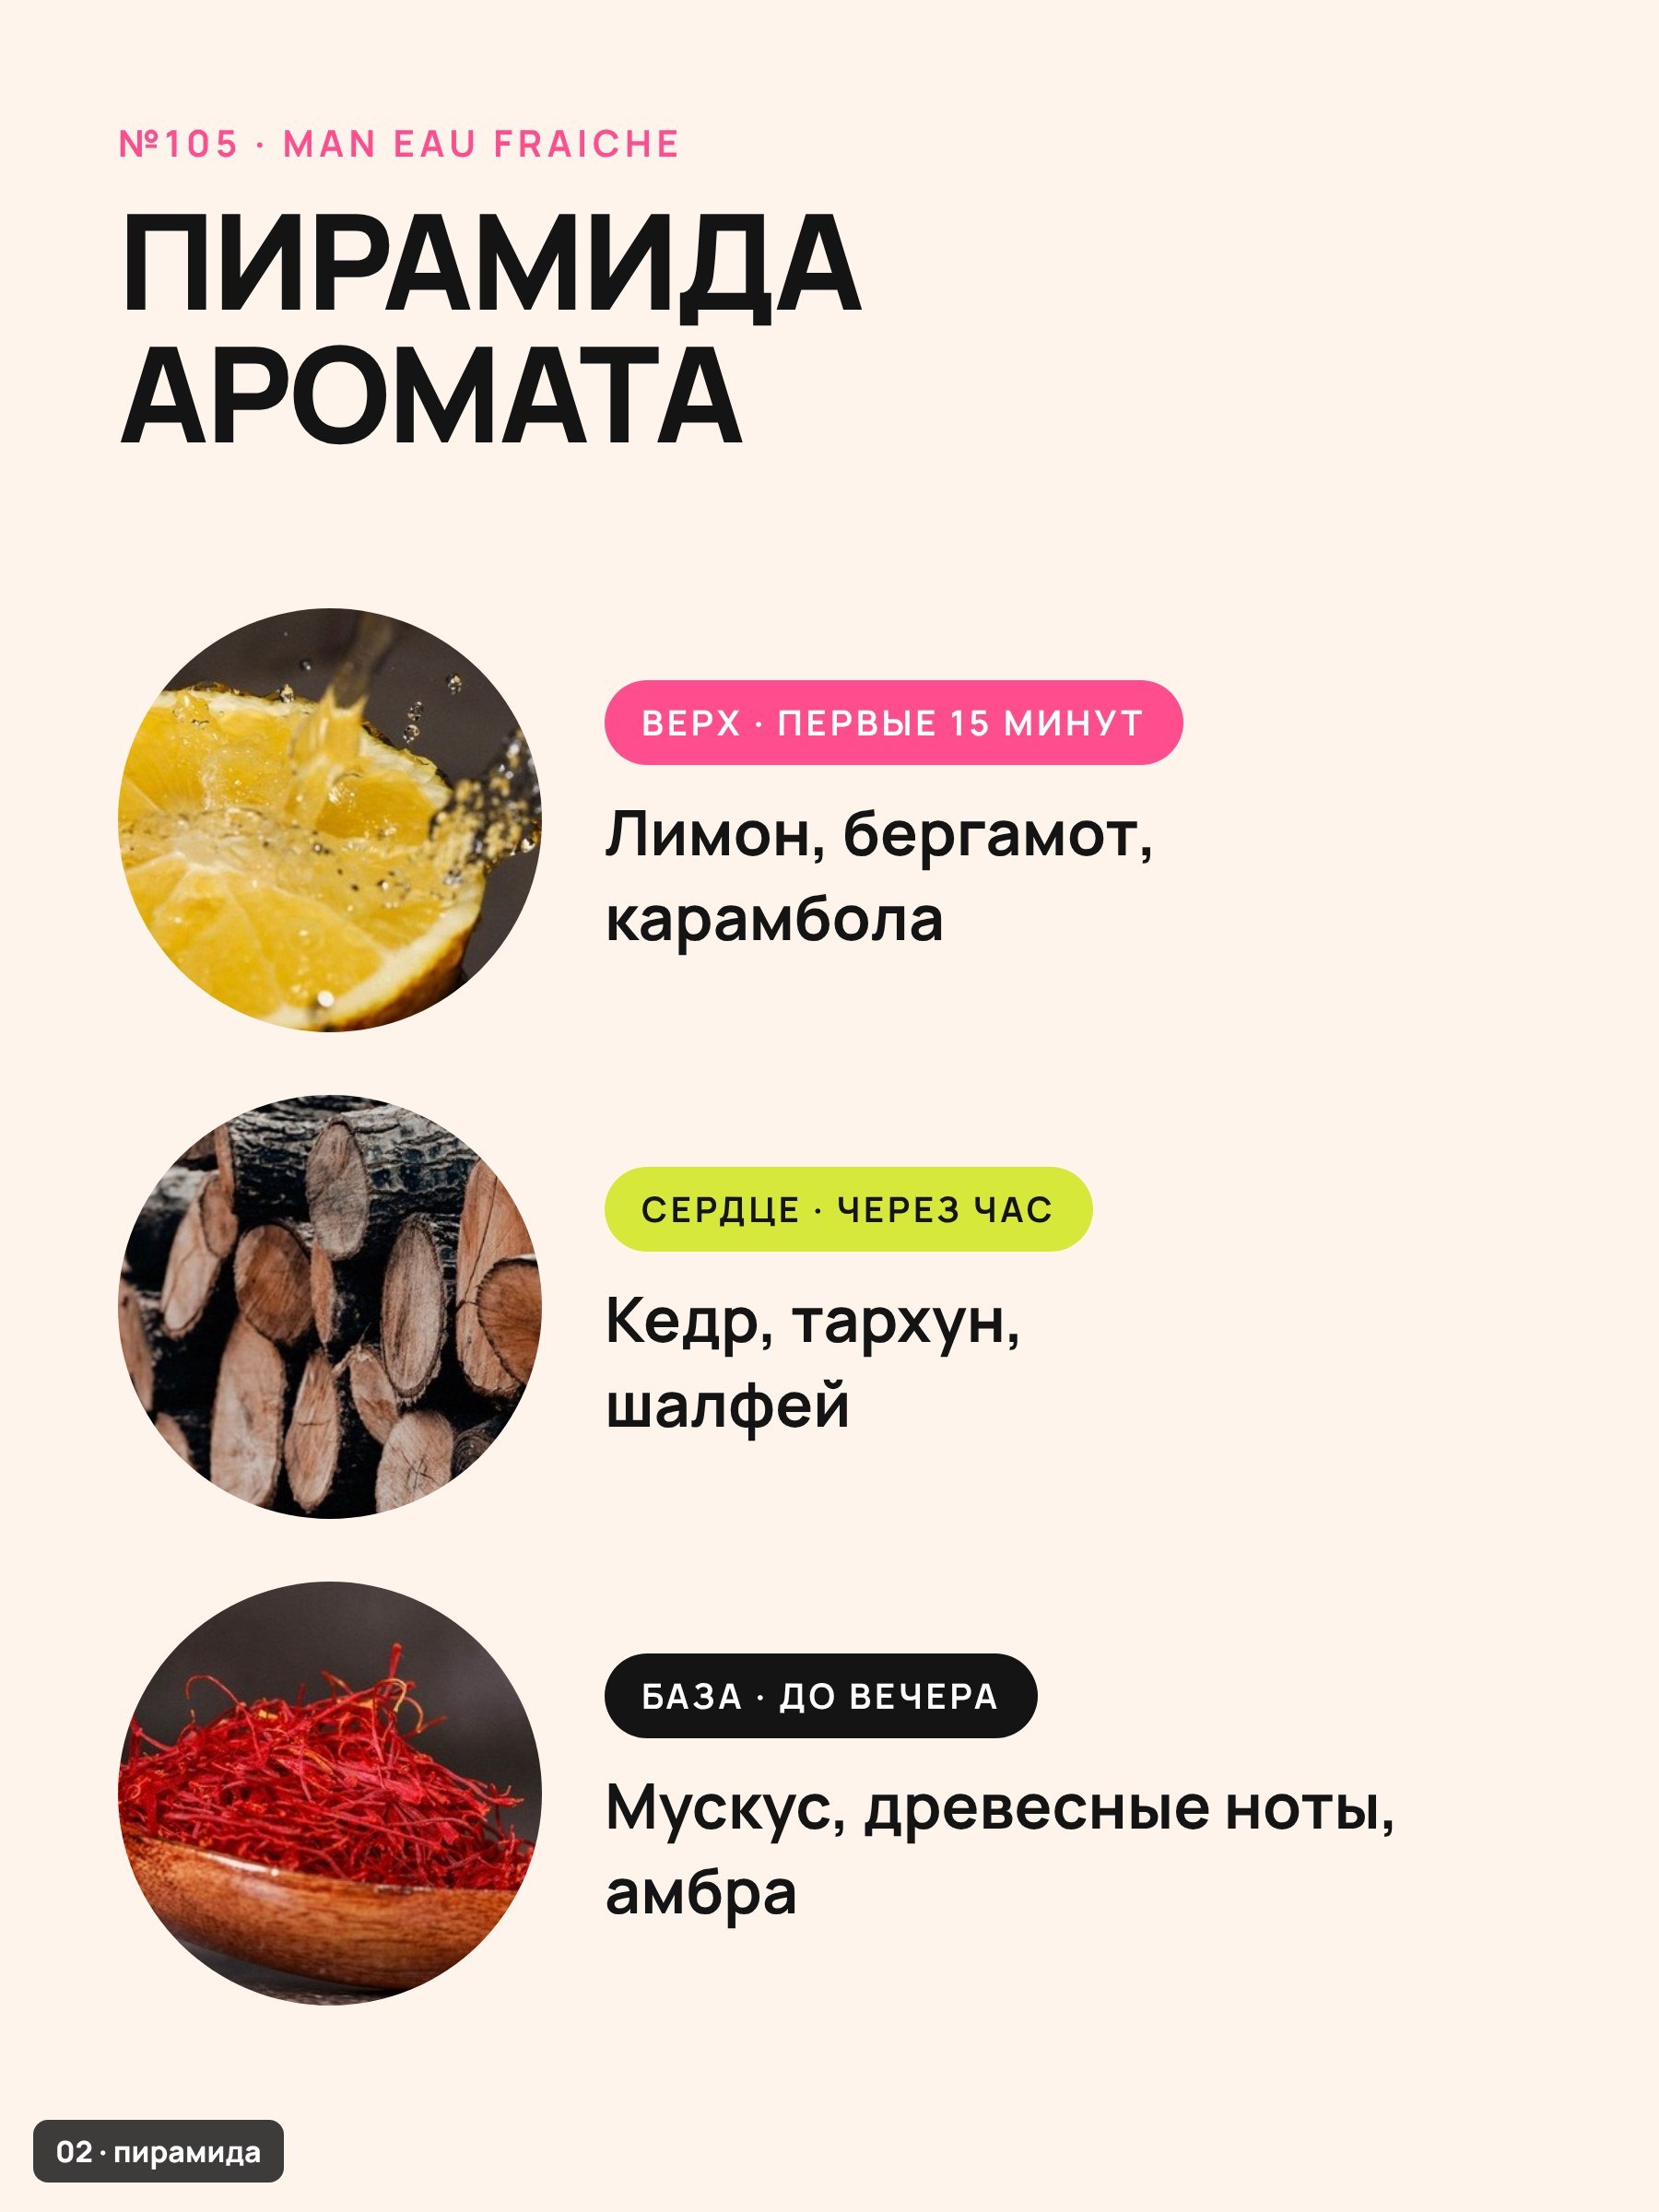 №105 · MAN EAU FRAICHE
ПИРАМИДА
АРОМАТА
ВЕРХ · ПЕРВЫЕ 15 МИНУТ
Лимон, бергамот,
карамбола
СЕРДЦЕ · ЧЕРЕЗ ЧАС
Кедр, тархун,
шалфей
БАЗА · ДО ВЕЧЕРА
Мускус, древесные ноты,
амбра
02 · пирамида